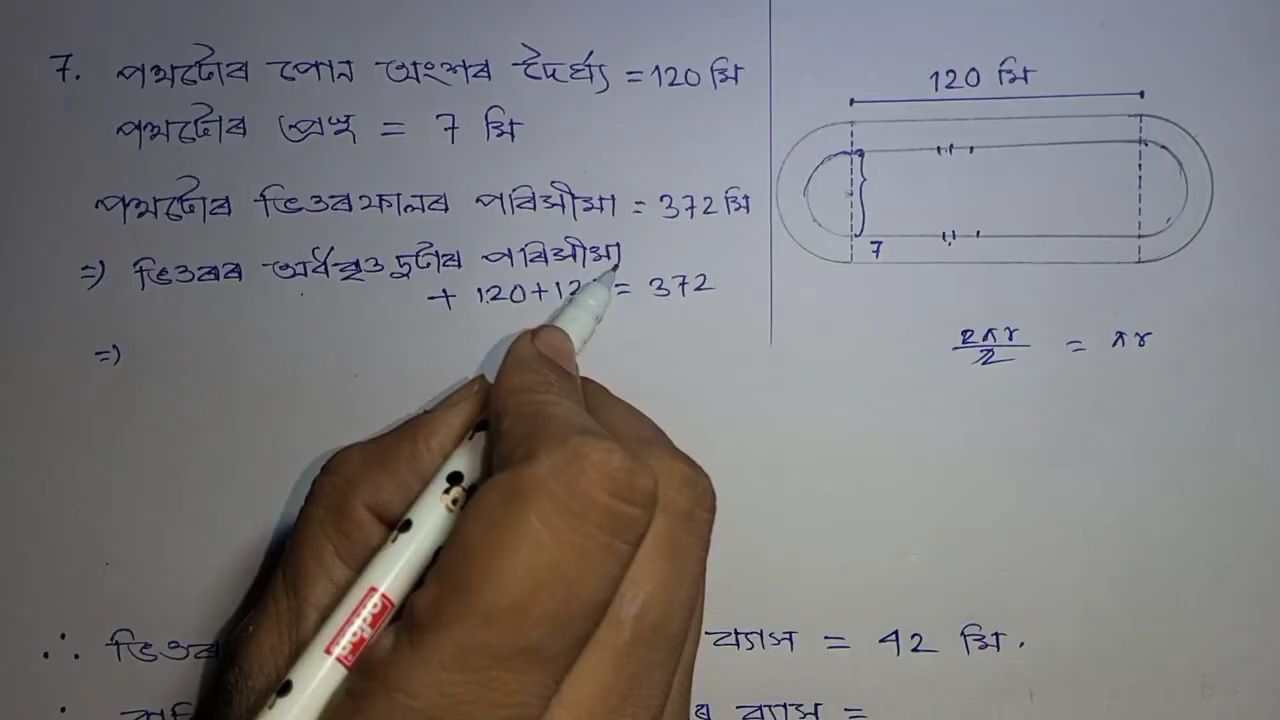 7. পথটোৰ পোন অংশৰ দৈৰ্ঘ্য = 120 মি
পথটোৰ প্ৰস্থ = 7 মি
পথটোৰ ভিতৰফালৰ পৰিসীমা = 372 মি
=) ভিতৰৰ অৰ্ধবৃত্ত দুটাৰ পৰিসীমা
+ 120 + 12 = 372
=)
120 মি
7
2πr/2 = πr
∴ ভিতৰ
ব্যাস = 42 মি.
∴
ৰ ব্যাস =